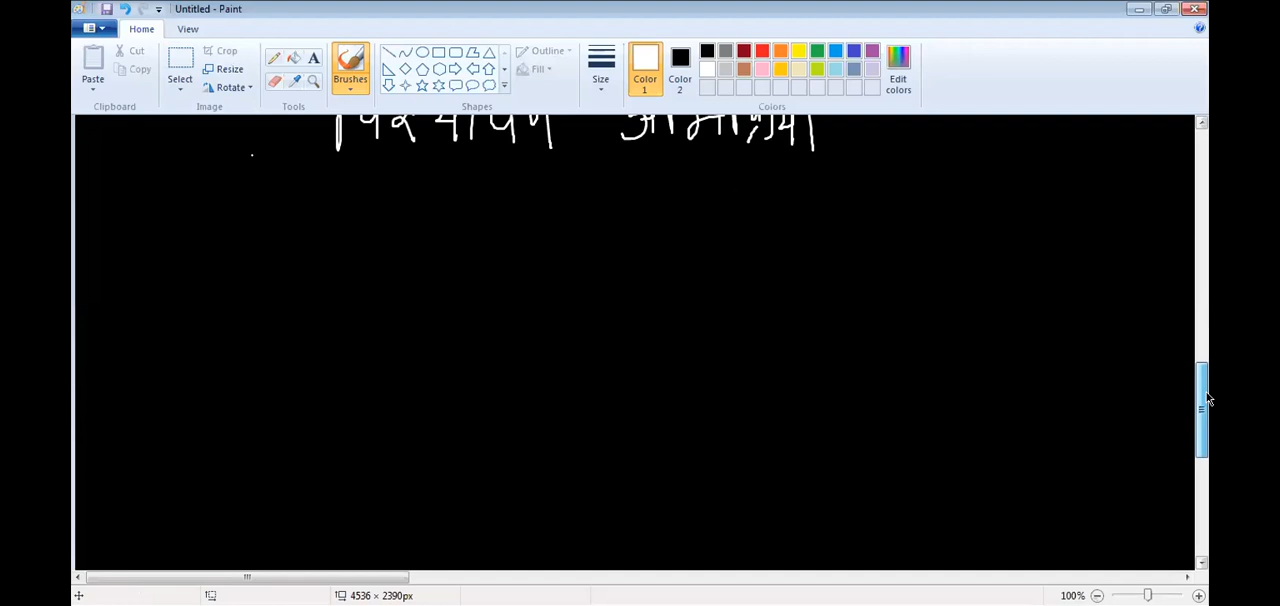 Untitled - Paint
Home View
Cut
Copy
Paste
Clipboard
Select
Crop
Resize
Rotate
Image
Tools
Brushes
Shapes
Outline
Fill
Size
Color 1
Color 2
Edit colors
Colors
4536 × 2390px
100%